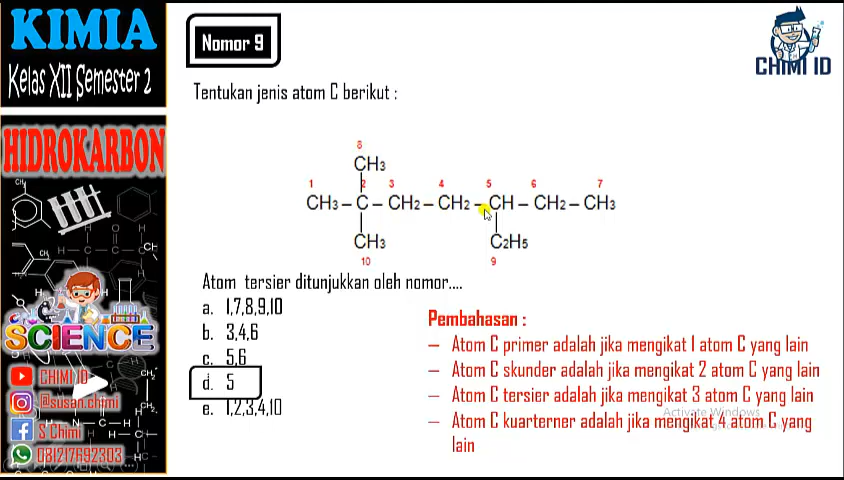 KIMIA
Kelas XII Semester 2
HIDROKARBON
SCIENCE
CHIMI ID
@susan.chimi
S Chimi
081217692303
Nomor 9
CHIMI ID
Tentukan jenis atom C berikut :
8
CH3
1 2 3 4 5 6 7
CH3 – C – CH2 – CH2 – CH – CH2 – CH3
CH3 C2H5
10 9
Atom tersier ditunjukkan oleh nomor....
a. 1,7,8,9,10
b. 3,4,6
c. 5,6
d. 5
e. 1,2,3,4,10
Pembahasan :
– Atom C primer adalah jika mengikat 1 atom C yang lain
– Atom C skunder adalah jika mengikat 2 atom C yang lain
– Atom C tersier adalah jika mengikat 3 atom C yang lain
Activate Windows
– Atom C kuarterner adalah jika mengikat 4 atom C yang
lain